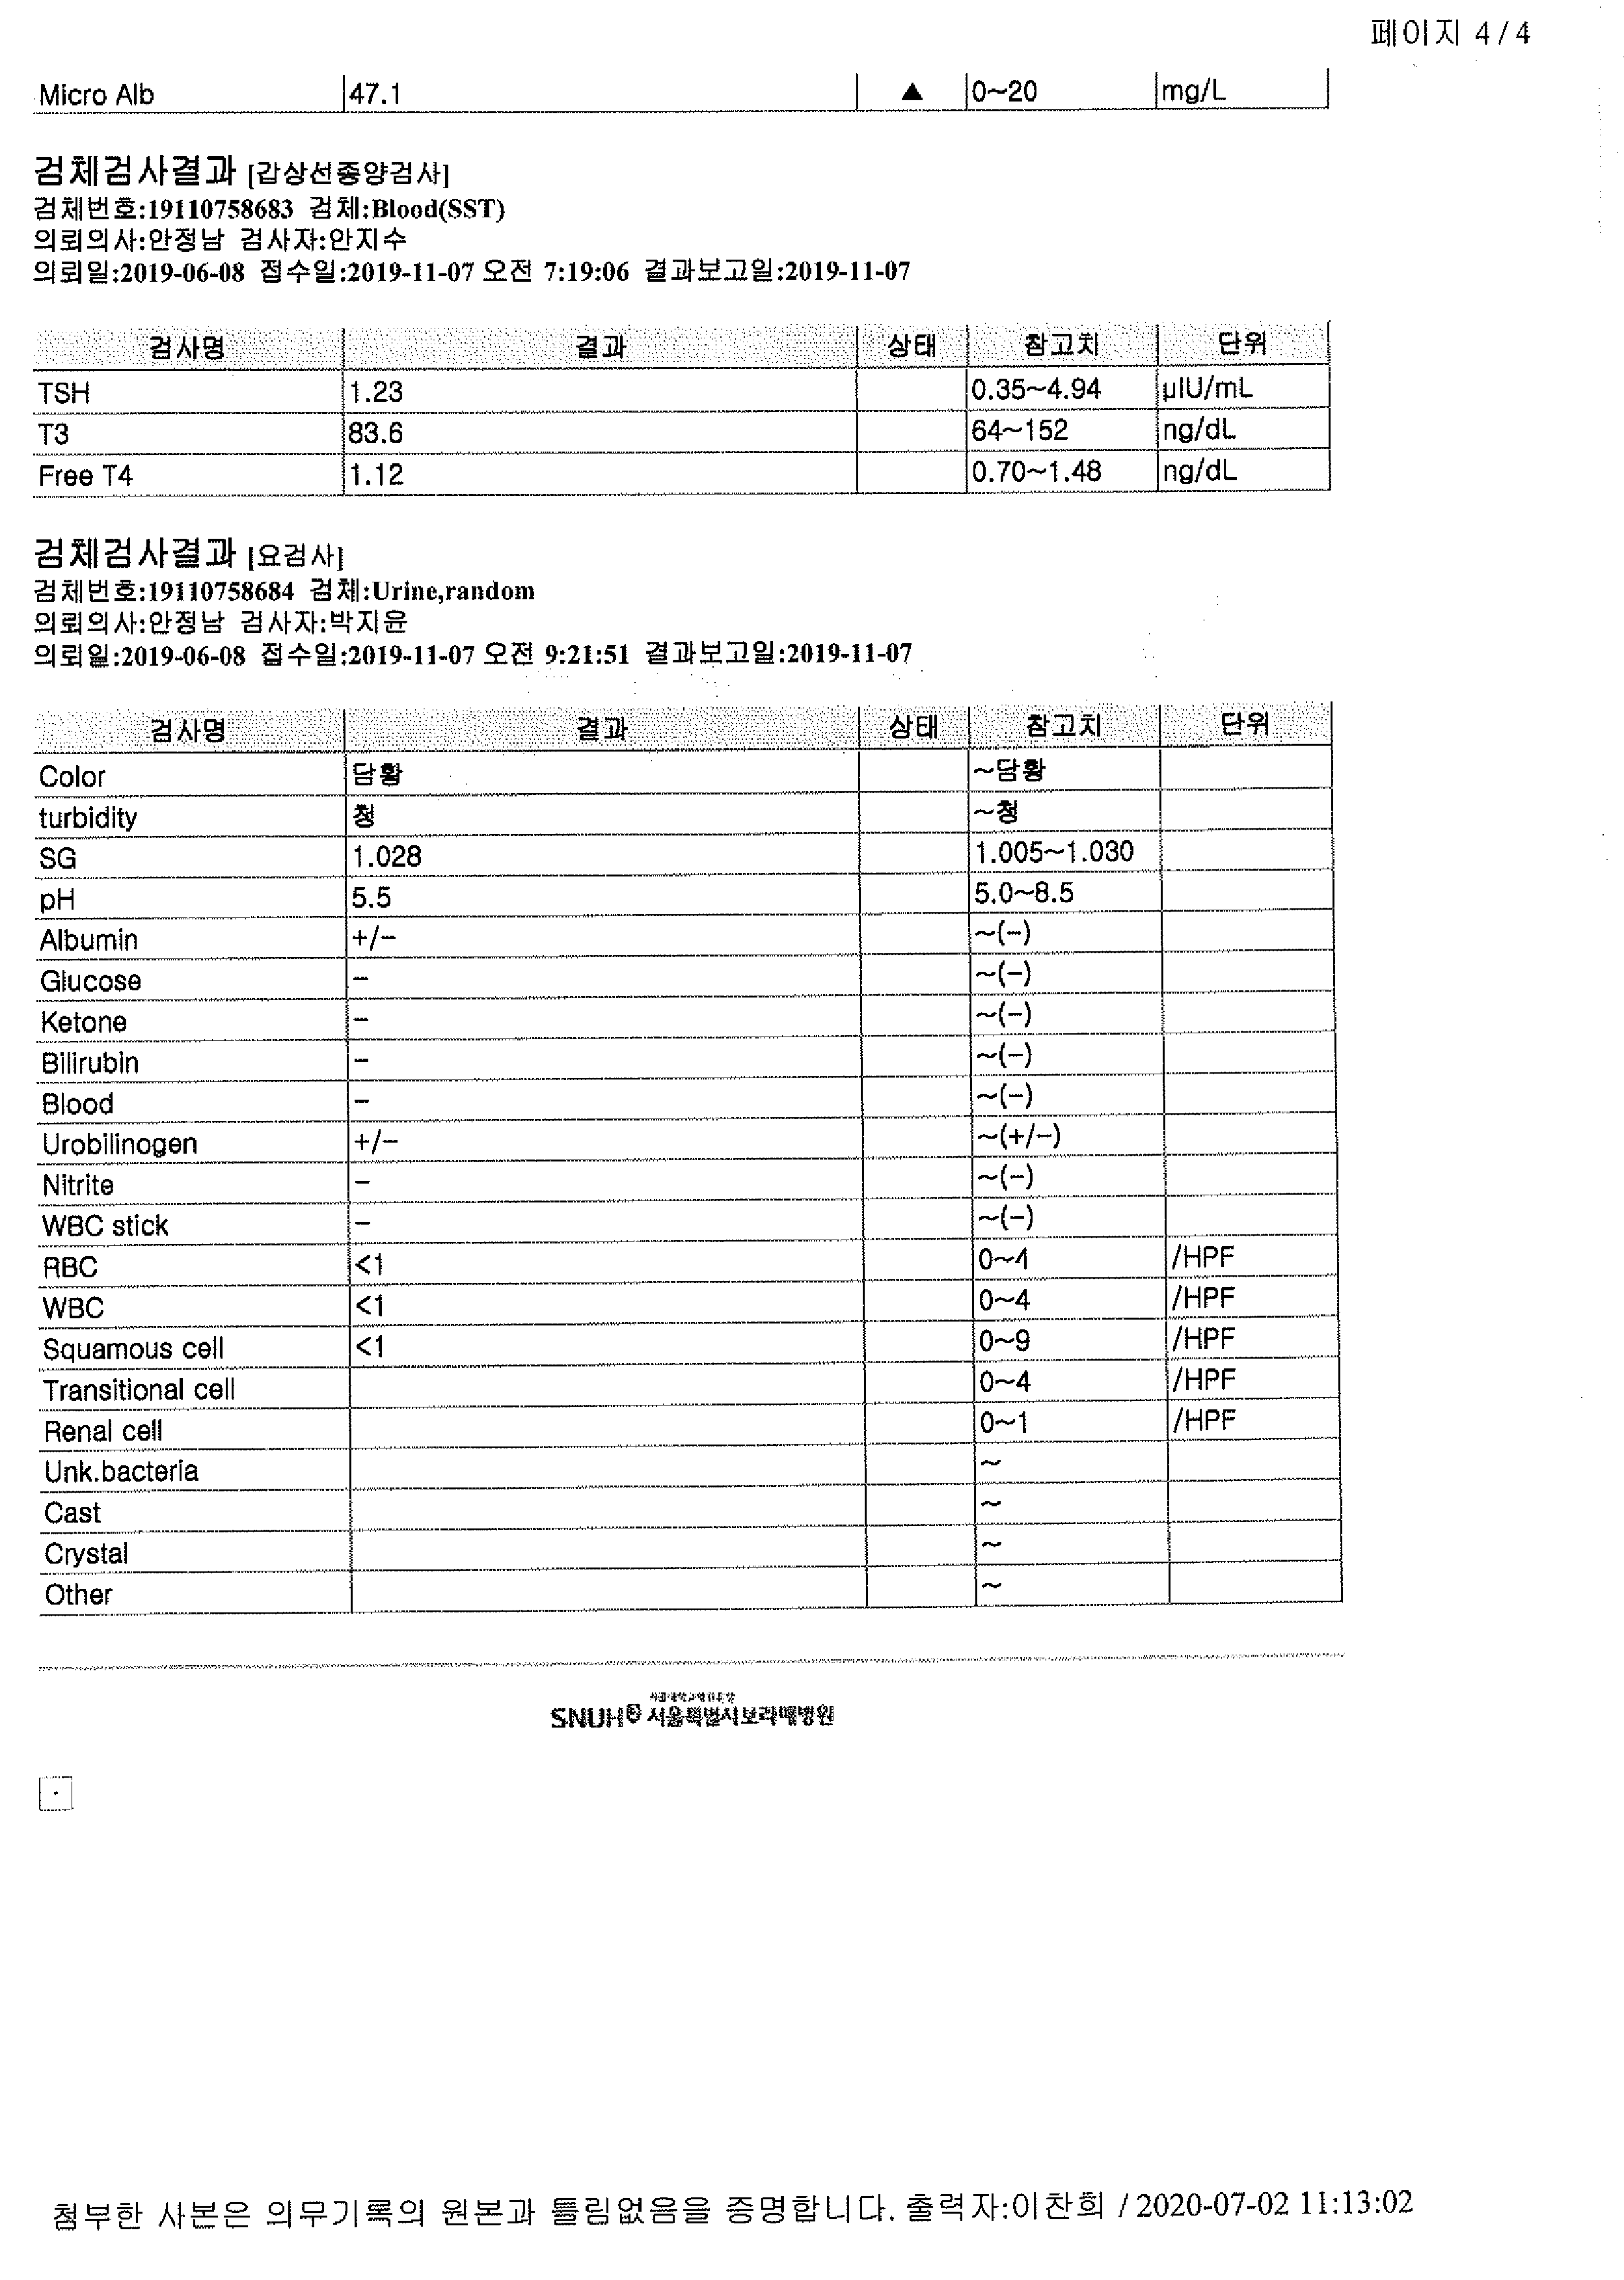 페이지 4 / 4
Micro Alb 47.1 ▲ 0~20 mg/L
검체검사결과 [갑상선종양검사]
검체번호:19110758683 검체:Blood(SST)
의뢰의사:안정남 검사자:안지수
의뢰일:2019-06-08 접수일:2019-11-07 오전 7:19:06 결과보고일:2019-11-07
검사명 결과 상태 참고치 단위
TSH 1.23 0.35~4.94 µIU/mL
T3 83.6 64~152 ng/dL
Free T4 1.12 0.70~1.48 ng/dL
검체검사결과 [요검사]
검체번호:19110758684 검체:Urine,random
의뢰의사:안정남 검사자:박지윤
의뢰일:2019-06-08 접수일:2019-11-07 오전 9:21:51 결과보고일:2019-11-07
검사명 결과 상태 참고치 단위
Color 담황 ~담황
turbidity 청 ~청
SG 1.028 1.005~1.030
pH 5.5 5.0~8.5
Albumin +/- ~(-)
Glucose - ~(-)
Ketone - ~(-)
Bilirubin - ~(-)
Blood - ~(-)
Urobilinogen +/- ~(+/-)
Nitrite - ~(-)
WBC stick - ~(-)
RBC <1 0~4 /HPF
WBC <1 0~4 /HPF
Squamous cell <1 0~9 /HPF
Transitional cell 0~4 /HPF
Renal cell 0~1 /HPF
Unk.bacteria ~
Cast ~
Crystal ~
Other ~
SNUH 서울특별시보라매병원
첨부한 사본은 의무기록의 원본과 틀림없음을 증명합니다. 출력자:이찬희 / 2020-07-02 11:13:02